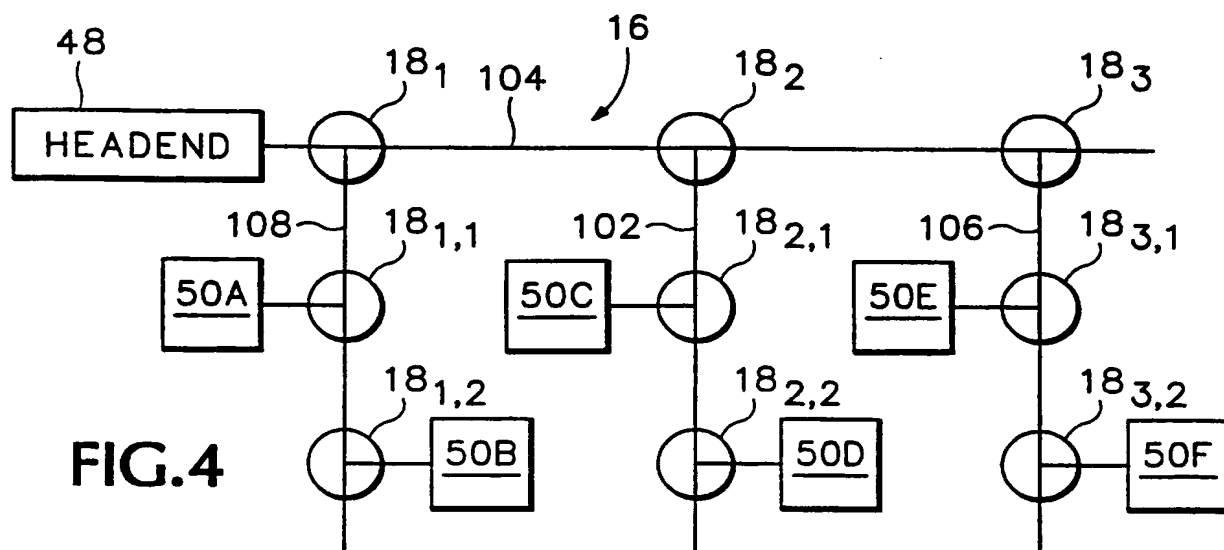 48
18₁
104
16
18₂
18₃
HEADEND
108
18₁,₁
102
18₂,₁
106
18₃,₁
50A
50C
50E
18₁,₂
18₂,₂
18₃,₂
FIG.4
50B
50D
50F